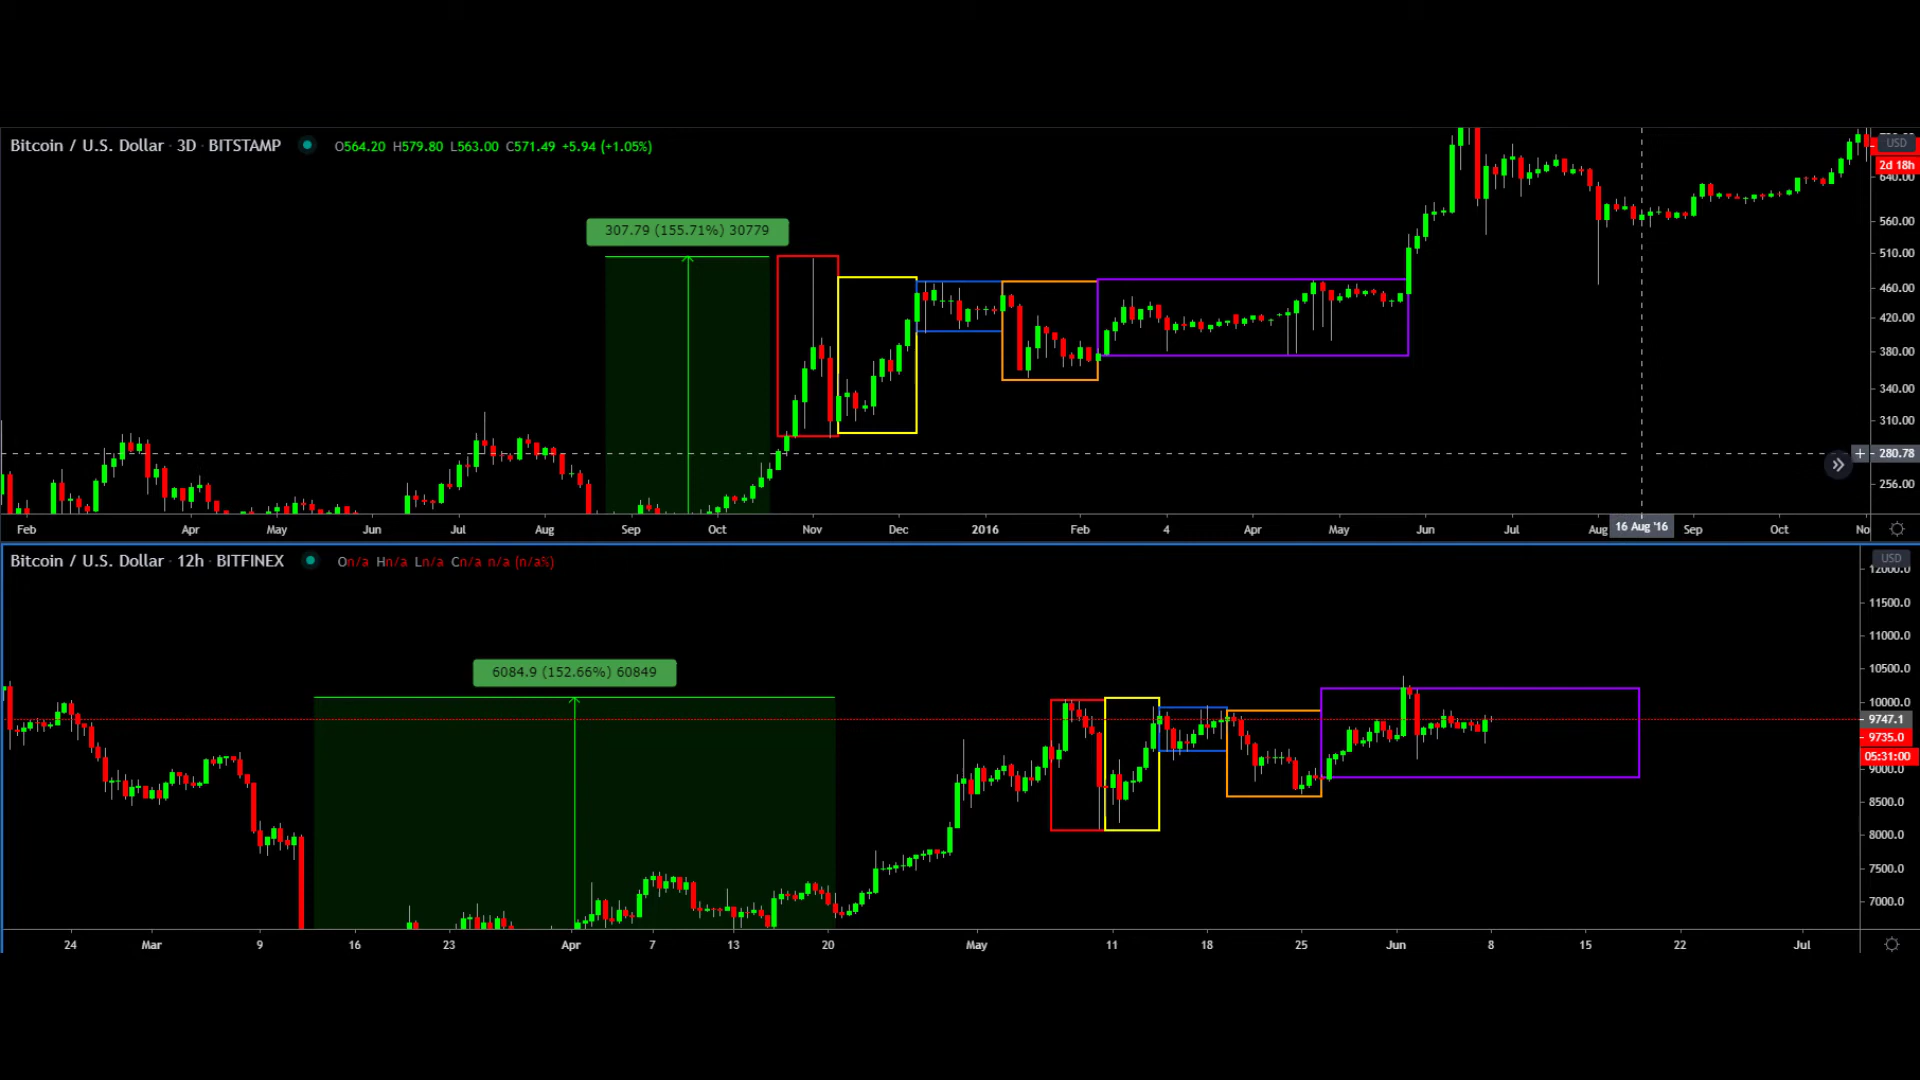 Bitcoin / U.S. Dollar · 3D · BITSTAMP O564.20 H579.80 L563.00 C571.49 +5.94 (+1.05%)
USD
2d 18h
640.00
307.79 (155.71%) 30779
560.00
510.00
460.00
420.00
380.00
340.00
310.00
280.78
256.00
Feb Apr May Jun Jul Aug Sep Oct Nov Dec 2016 Feb 4 Apr May Jun Jul Aug 16 Aug '16 Sep Oct No
Bitcoin / U.S. Dollar · 12h · BITFINEX On/a Hn/a Ln/a Cn/a n/a (n/a%)
USD
12000.0
11500.0
11000.0
10500.0
6084.9 (152.66%) 60849
10000.0
9747.1
9735.0
05:31:00
9000.0
8500.0
8000.0
7500.0
7000.0
24 Mar 9 16 23 Apr 7 13 20 May 11 18 25 Jun 8 15 22 Jul